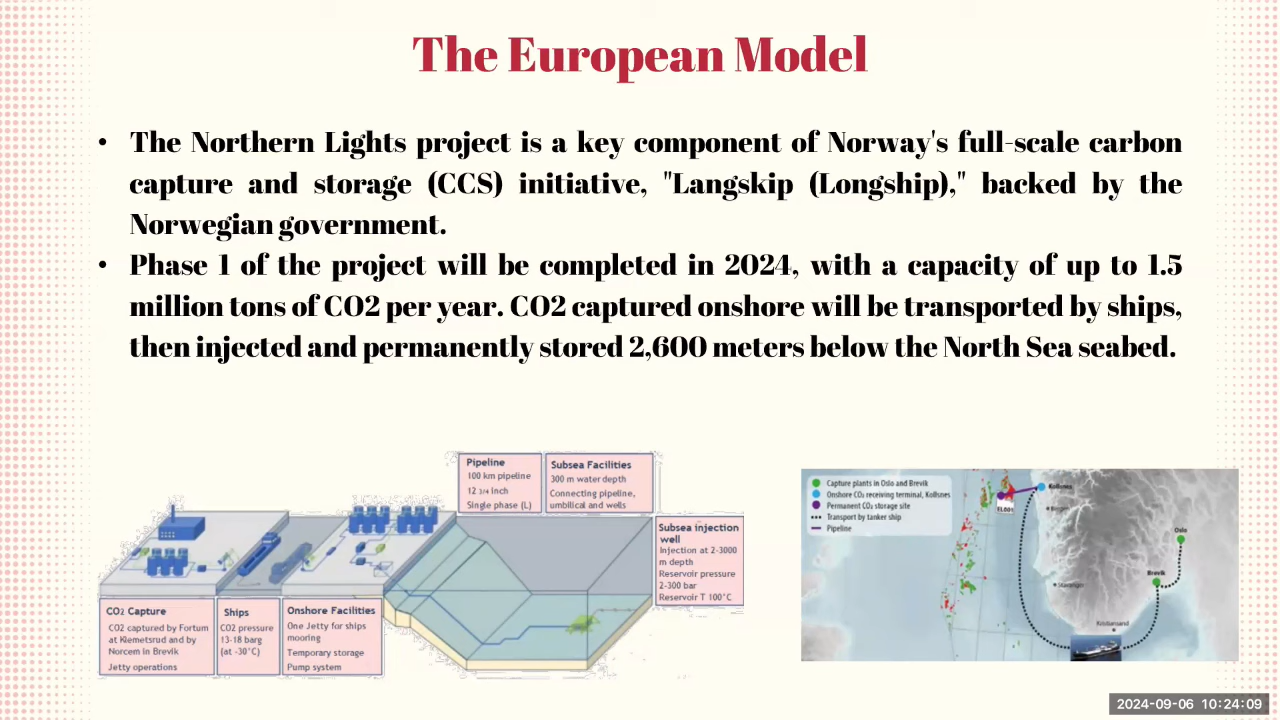 The European Model
• The Northern Lights project is a key component of Norway's full-scale carbon
capture and storage (CCS) initiative, "Langskip (Longship)," backed by the
Norwegian government.
• Phase 1 of the project will be completed in 2024, with a capacity of up to 1.5
million tons of CO2 per year. CO2 captured onshore will be transported by ships,
then injected and permanently stored 2,600 meters below the North Sea seabed.
Pipeline
100 km pipeline
12 3/4 inch
Single phase (L)
Subsea Facilities
300 m water depth
Connecting pipeline,
umbilical and wells
Subsea injection
well
Injection at 2-3000
m depth
Reservoir pressure
2-300 bar
Reservoir T 100°C
CO2 Capture
CO2 captured by Fortum
at Klemetsrud and by
Norcem in Brevik
Jetty operations
Ships
CO2 pressure
13-18 barg
(at -30°C)
Onshore Facilities
One Jetty for ships
mooring
Temporary storage
Pump system
Capture plants in Oslo and Brevik
Onshore CO₂ receiving terminal, Kollsnes
Permanent CO₂ storage site
Transport by tanker ship
Pipeline
EL001
Kollsnes
Bergen
Oslo
Brevik
Stavanger
Kristiansand
2024-09-06 10:24:09